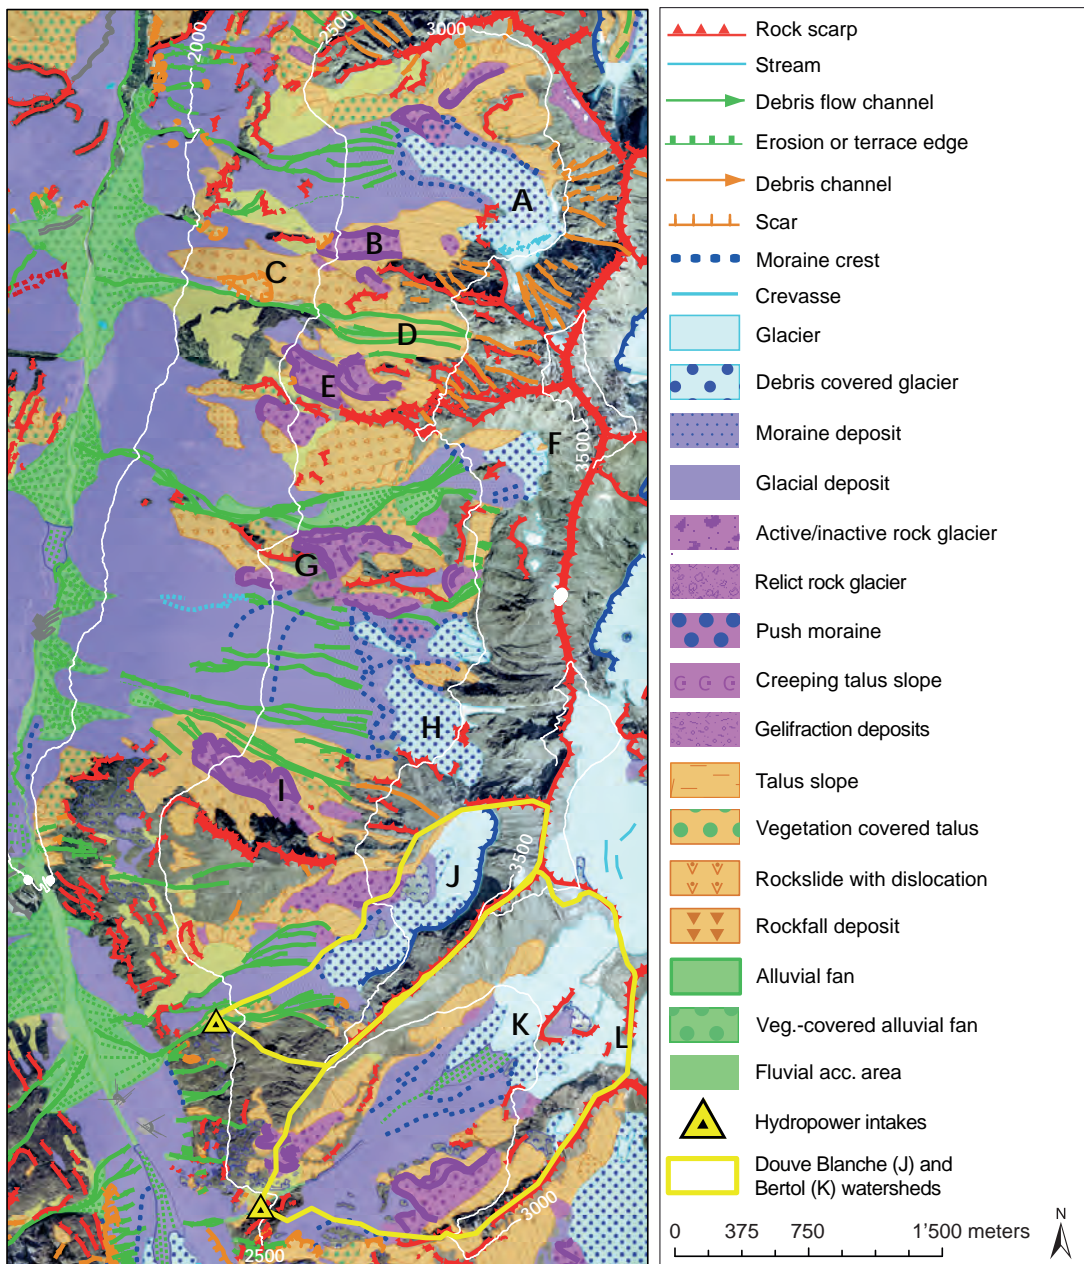 2000
2500
3000
A
B
C
D
E
F
3500
G
H
I
J
3500
K
L
3000
2500
Rock scarp
Stream
Debris flow channel
Erosion or terrace edge
Debris channel
Scar
Moraine crest
Crevasse
Glacier
Debris covered glacier
Moraine deposit
Glacial deposit
Active/inactive rock glacier
Relict rock glacier
Push moraine
Creeping talus slope
Gelifraction deposits
Talus slope
Vegetation covered talus
Rockslide with dislocation
Rockfall deposit
Alluvial fan
Veg.-covered alluvial fan
Fluvial acc. area
Hydropower intakes
Douve Blanche (J) and
Bertol (K) watersheds
N
0 375 750 1'500 meters